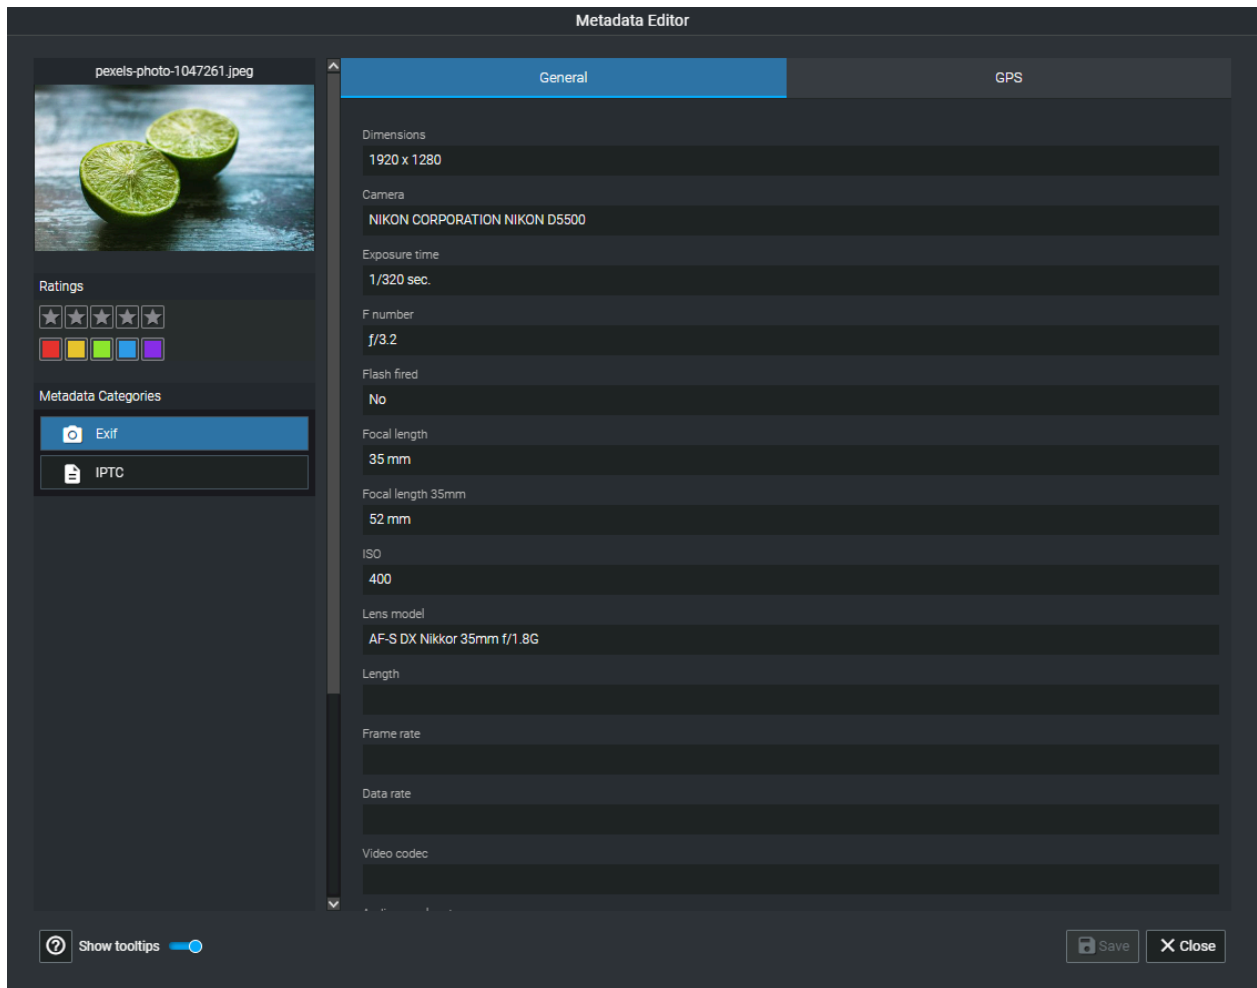 Metadata Editor
pexels-photo-1047261.jpeg
General
GPS
Ratings
Metadata Categories
Exif
IPTC
Dimensions
1920 x 1280
Camera
NIKON CORPORATION NIKON D5500
Exposure time
1/320 sec.
F number
ƒ/3.2
Flash fired
No
Focal length
35 mm
Focal length 35mm
52 mm
ISO
400
Lens model
AF-S DX Nikkor 35mm f/1.8G
Length
Frame rate
Data rate
Video codec
Show tooltips
Save
Close